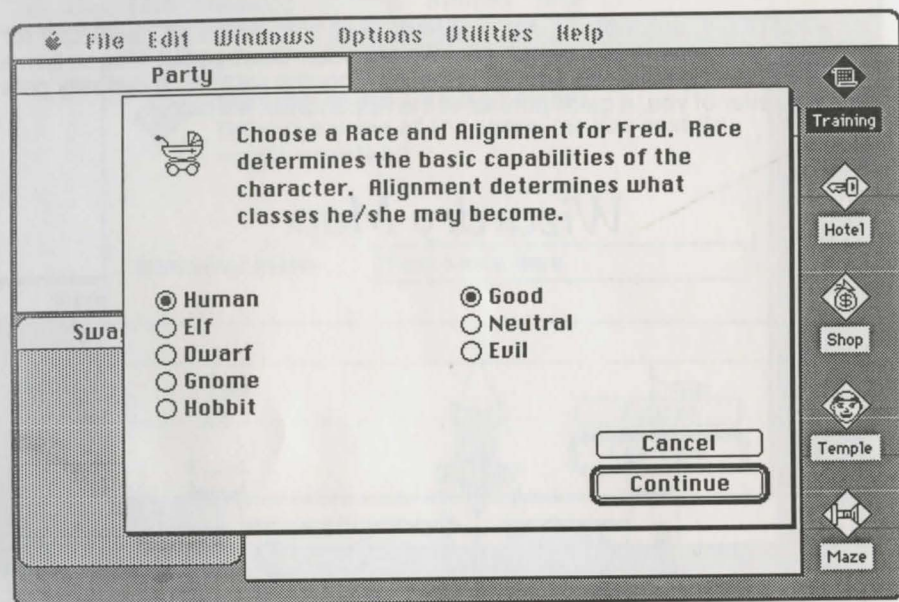 File Edit Windows Options Utilities Help
Party
Choose a Race and Alignment for Fred. Race
determines the basic capabilities of the
character. Alignment determines what
classes he/she may become.
Human
Elf
Dwarf
Gnome
Hobbit
Good
Neutral
Evil
Cancel
Continue
Swa
Training
Hotel
Shop
Temple
Maze